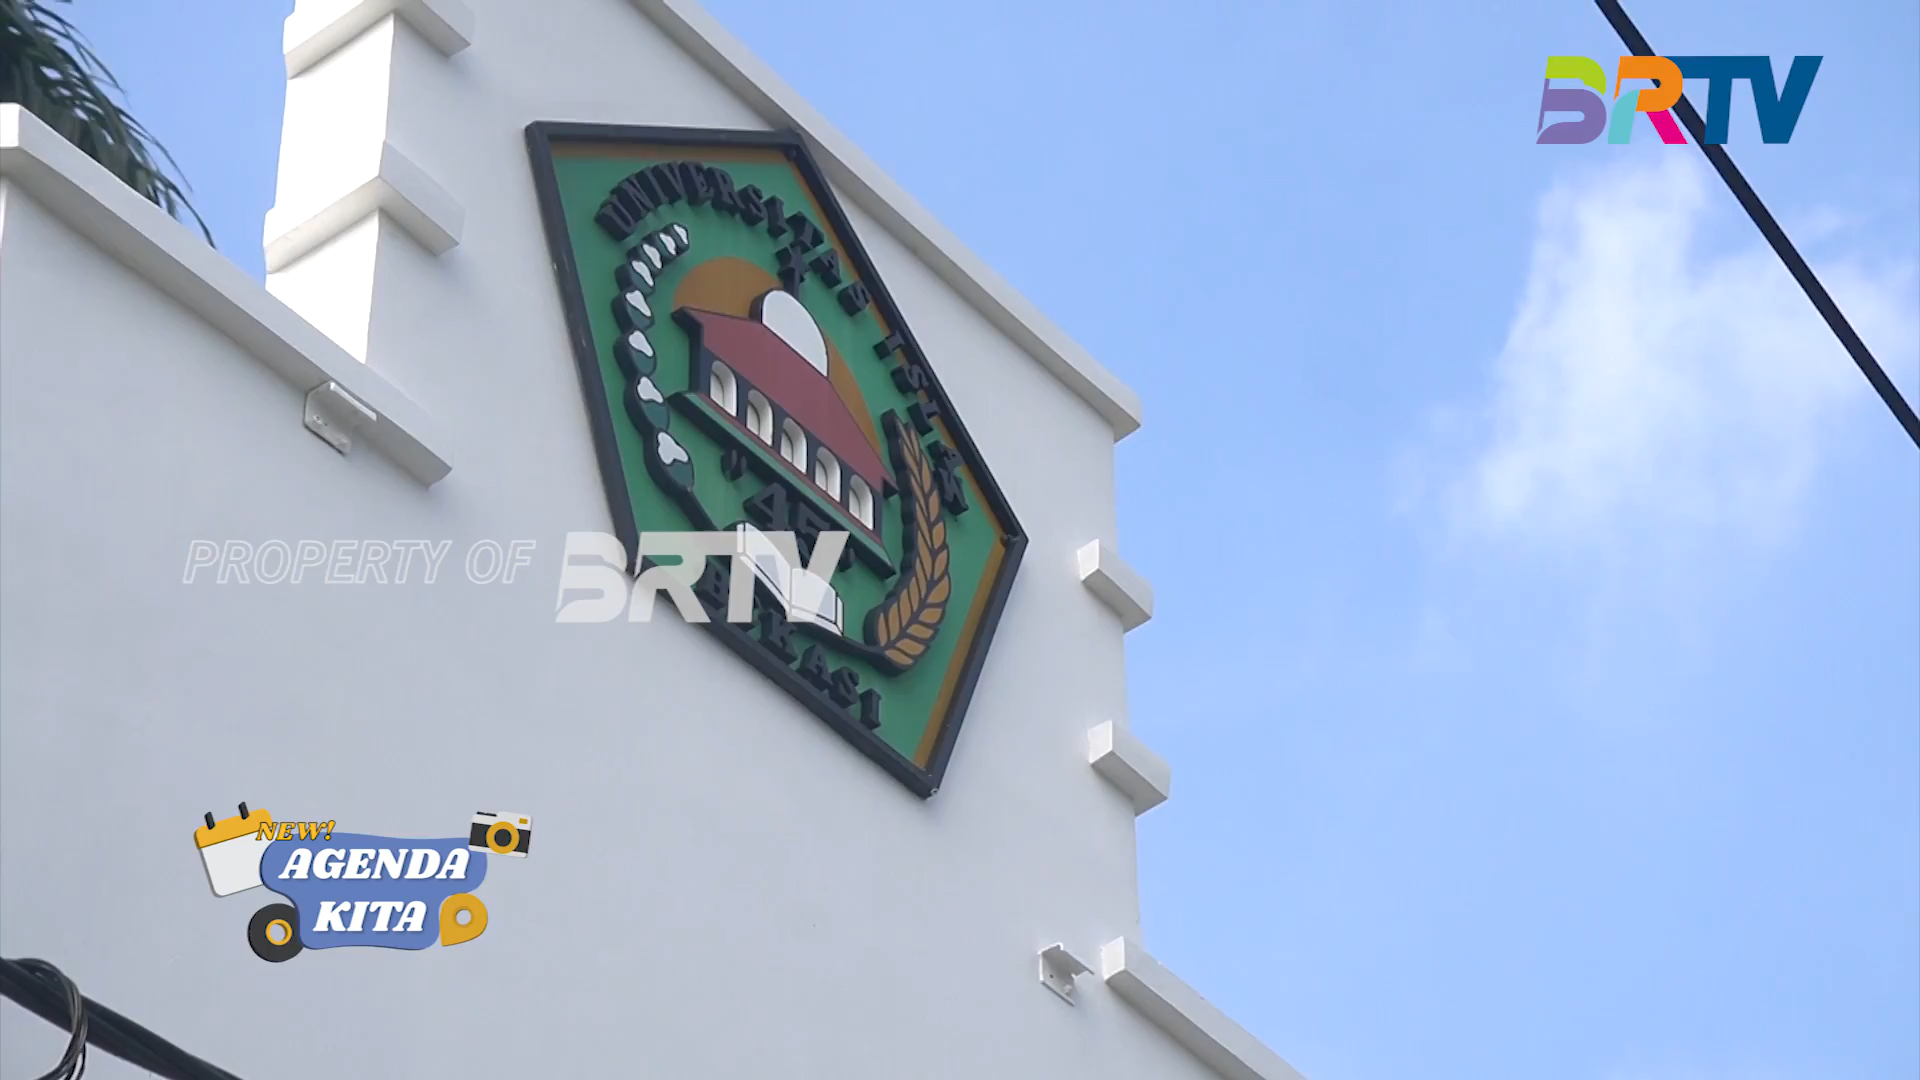 BRTV
UNIVERSITAS ISLAM
"45"
BEKASI
PROPERTY OF BRTV
NEW!
AGENDA
KITA